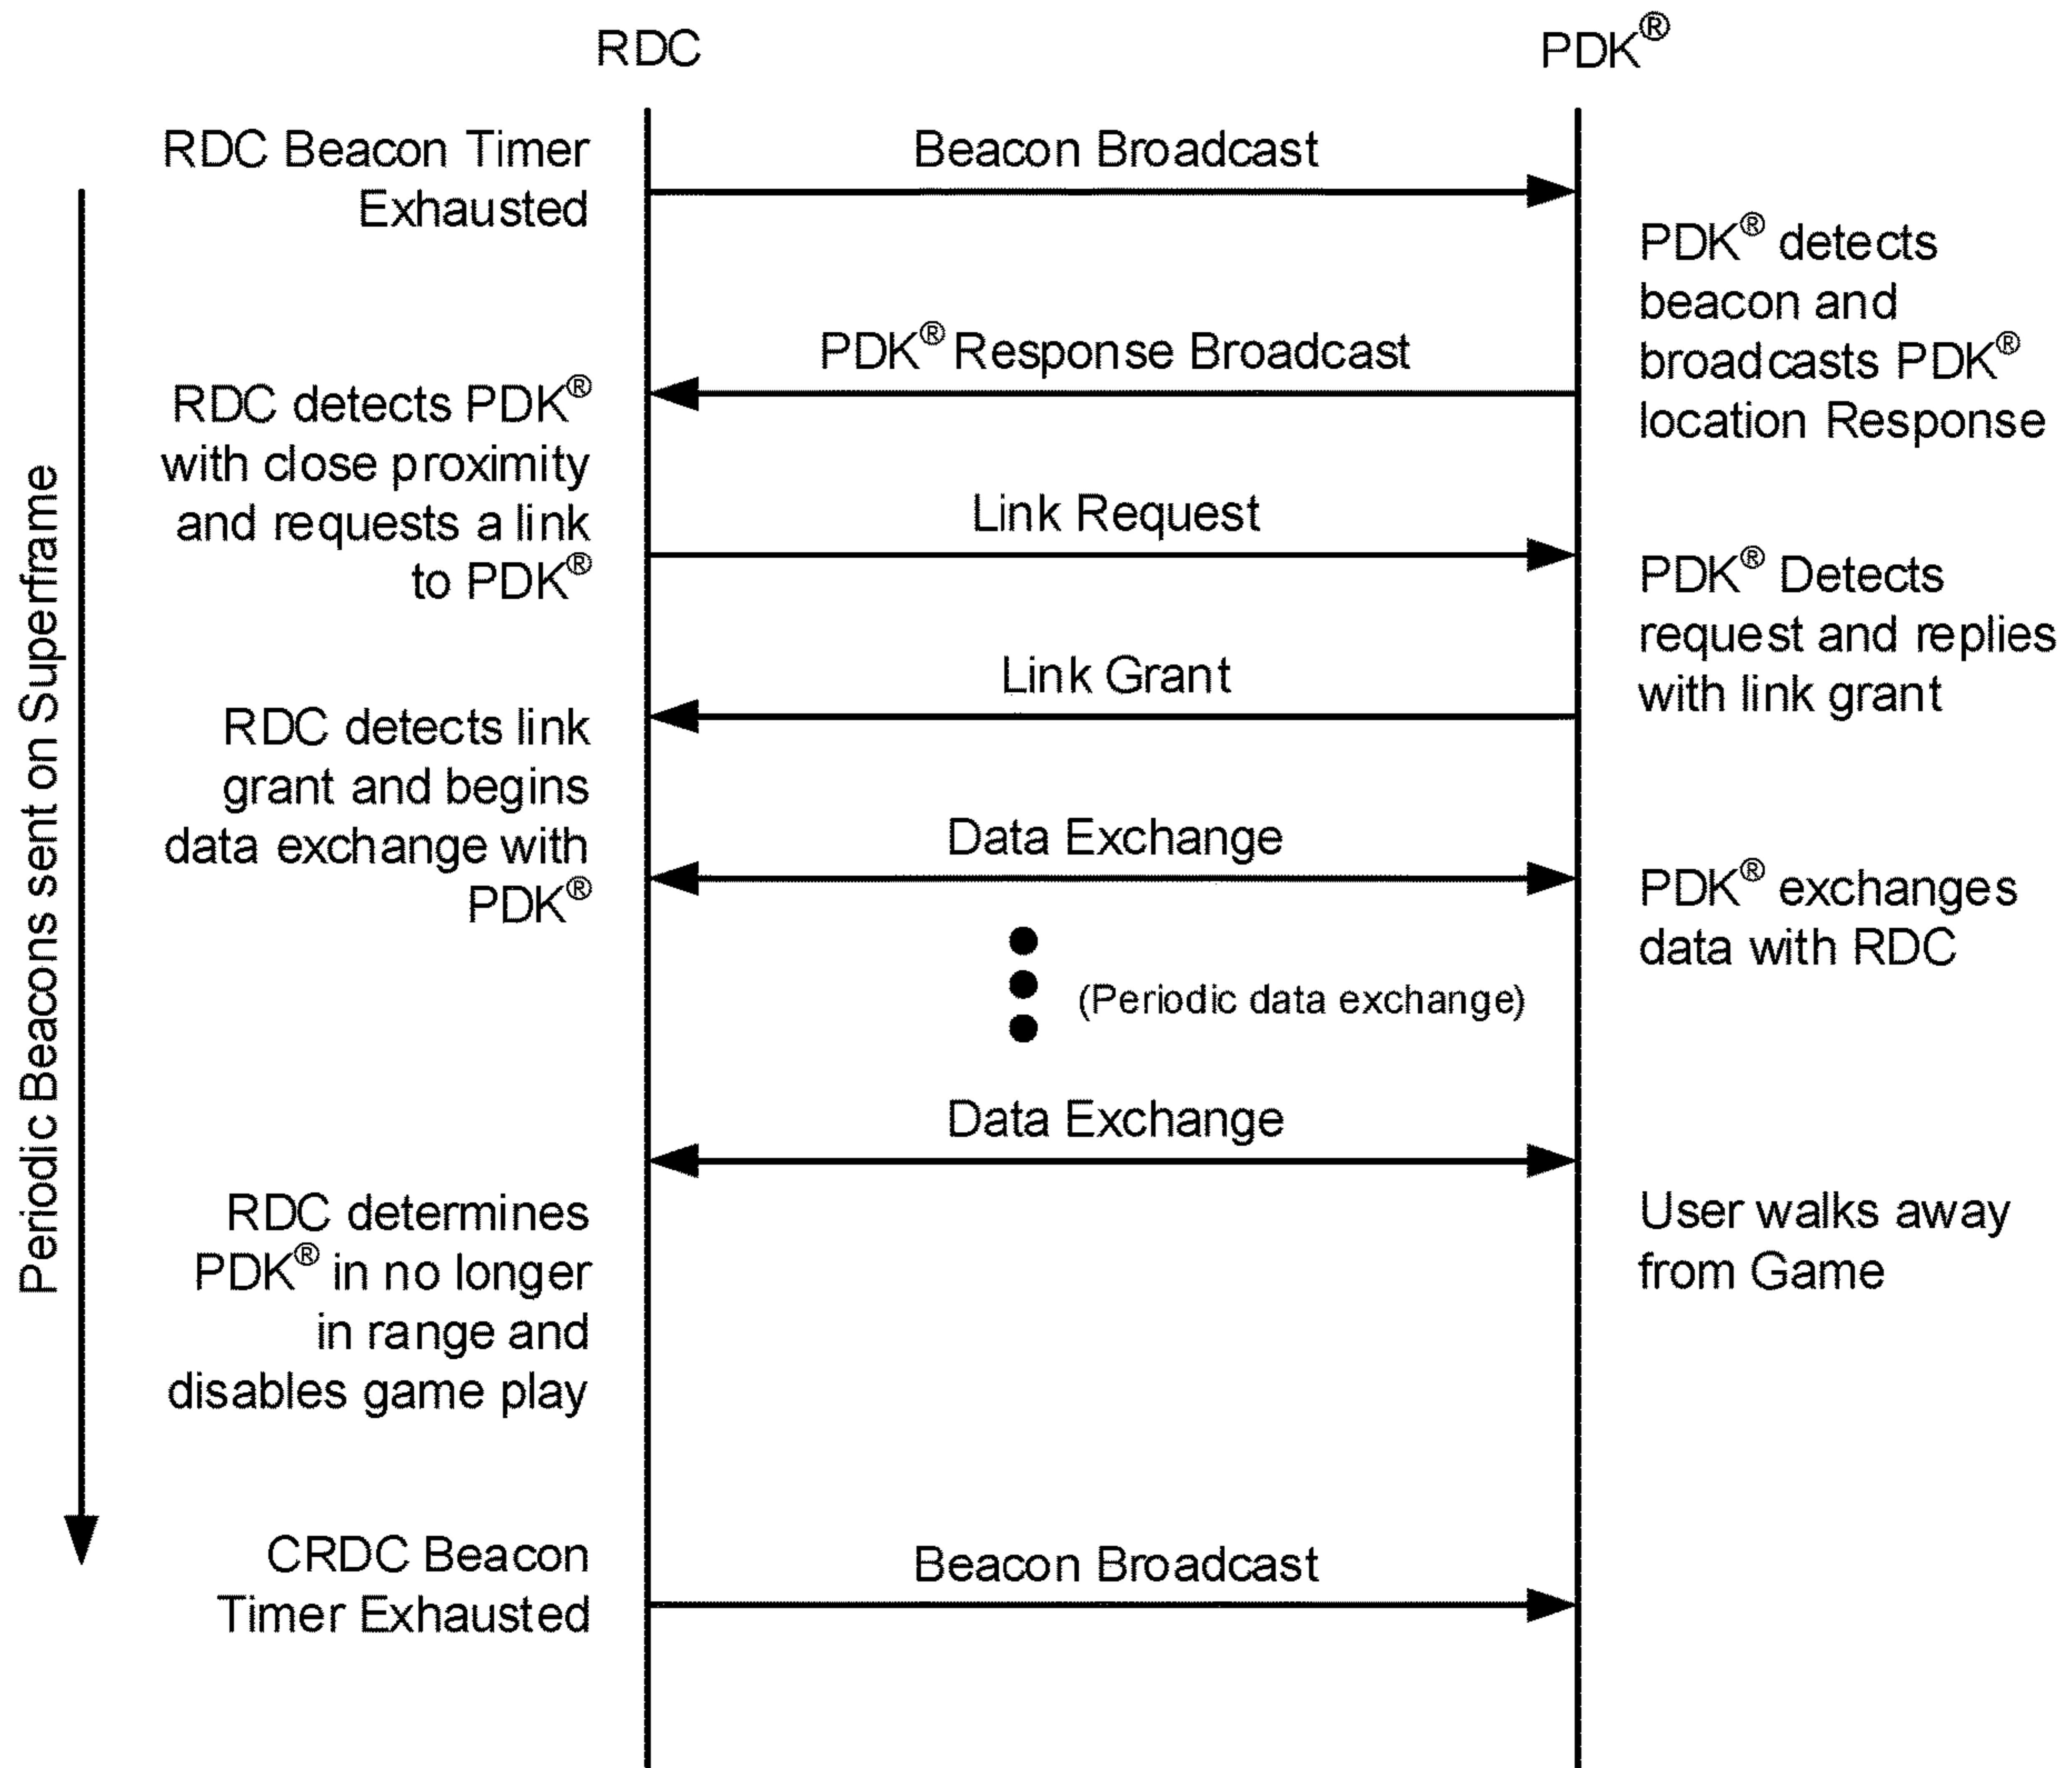 RDC
PDK®
RDC Beacon Timer
Exhausted
Beacon Broadcast
PDK® detects
beacon and
broadcasts PDK®
location Response
PDK® Response Broadcast
RDC detects PDK®
with close proximity
and requests a link
to PDK®
Link Request
PDK® Detects
request and replies
with link grant
Link Grant
RDC detects link
grant and begins
data exchange with
PDK®
Data Exchange
PDK® exchanges
data with RDC
(Periodic data exchange)
Data Exchange
RDC determines
PDK® in no longer
in range and
disables game play
User walks away
from Game
CRDC Beacon
Timer Exhausted
Beacon Broadcast
Periodic Beacons sent on Superframe